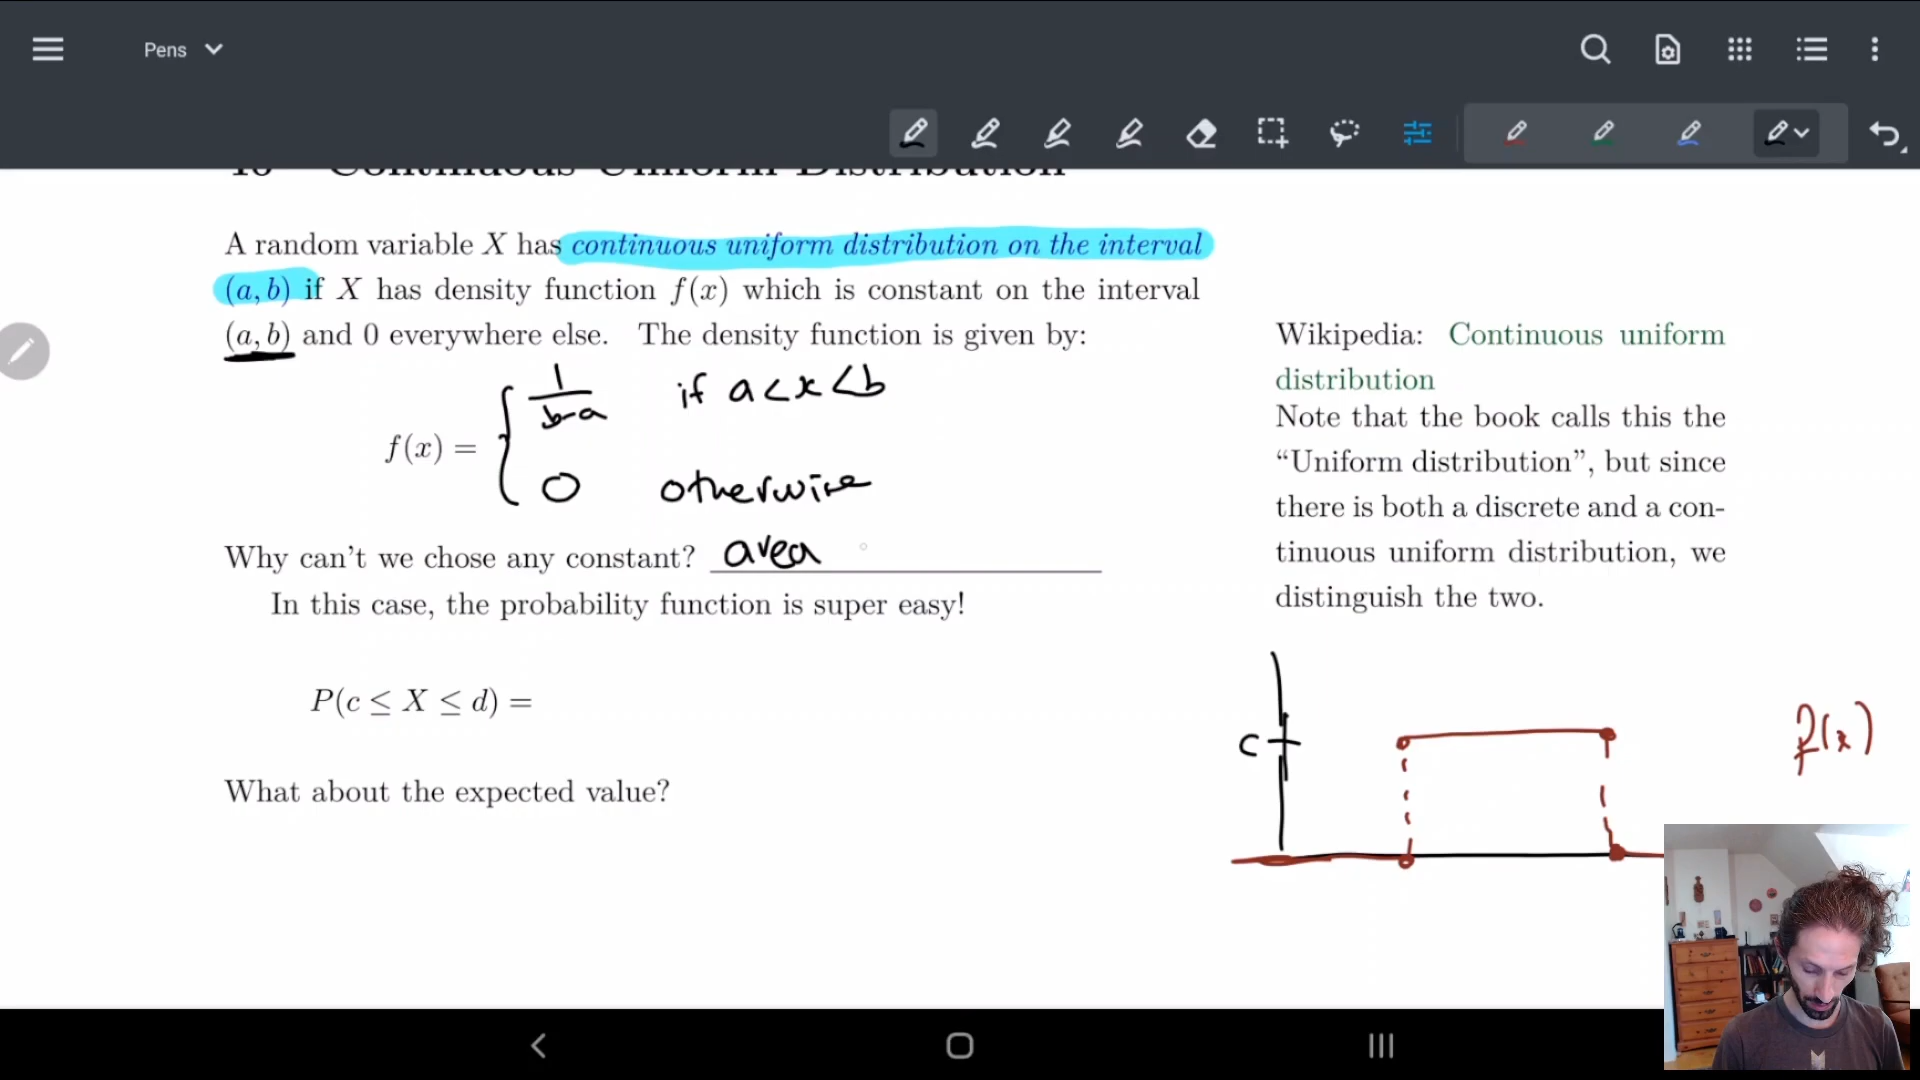 Pens
A random variable X has continuous uniform distribution on the interval
(a, b) if X has density function f(x) which is constant on the interval
(a, b) and 0 everywhere else. The density function is given by:
f(x) = { 1/b-a if a<x<b
0 otherwise
Why can't we chose any constant? area
In this case, the probability function is super easy!
P(c ≤ X ≤ d) =
What about the expected value?
Wikipedia: Continuous uniform
distribution
Note that the book calls this the
“Uniform distribution”, but since
there is both a discrete and a con-
tinuous uniform distribution, we
distinguish the two.
c
f(x)